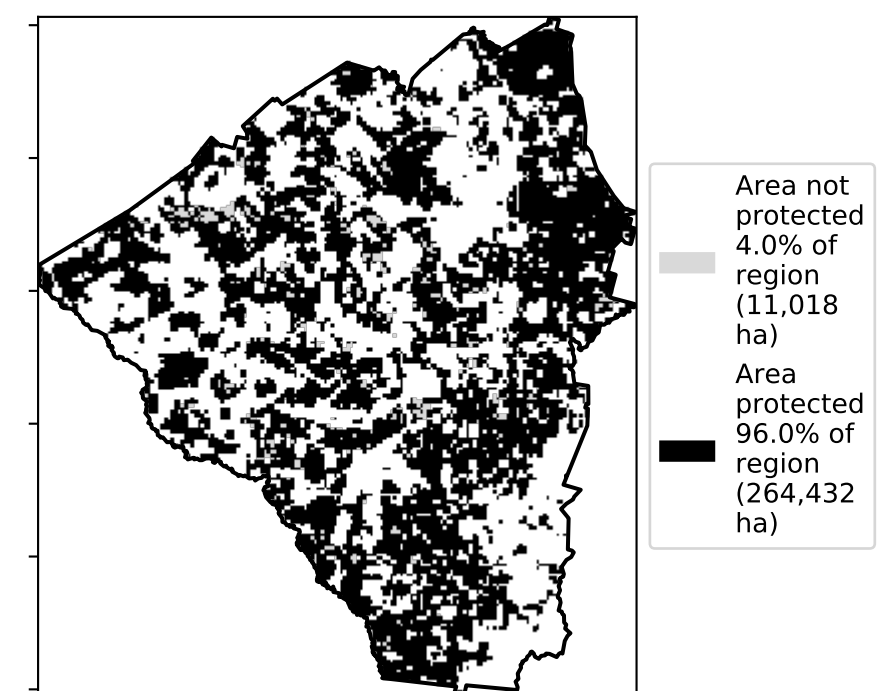 Area not
protected
4.0% of
region
(11,018
ha)
Area
protected
96.0% of
region
(264,432
ha)